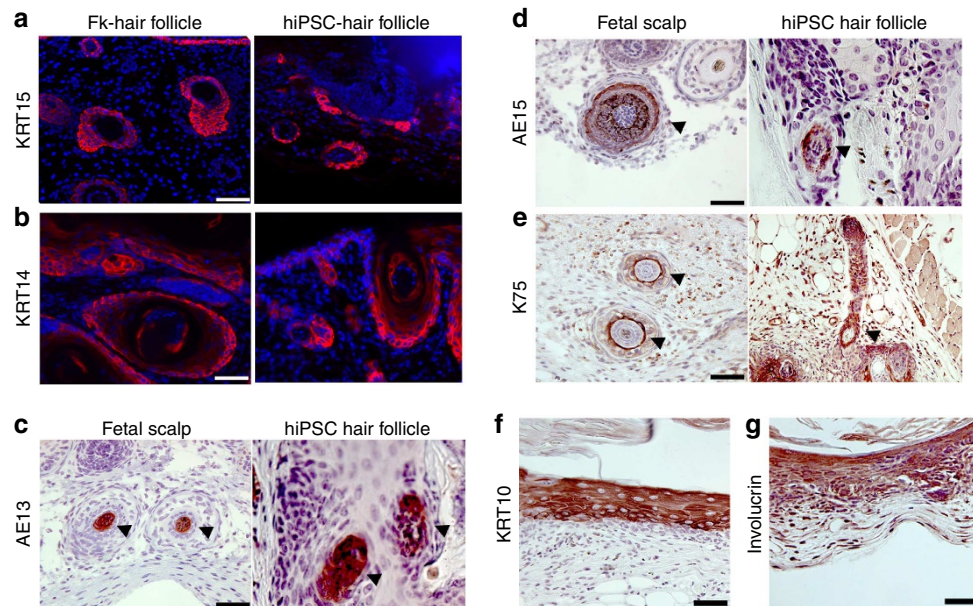 a
Fk-hair follicle
hiPSC-hair follicle
KRT15
b
KRT14
c
Fetal scalp
hiPSC hair follicle
AE13
d
Fetal scalp
hiPSC hair follicle
AE15
e
K75
f
KRT10
g
Involucrin